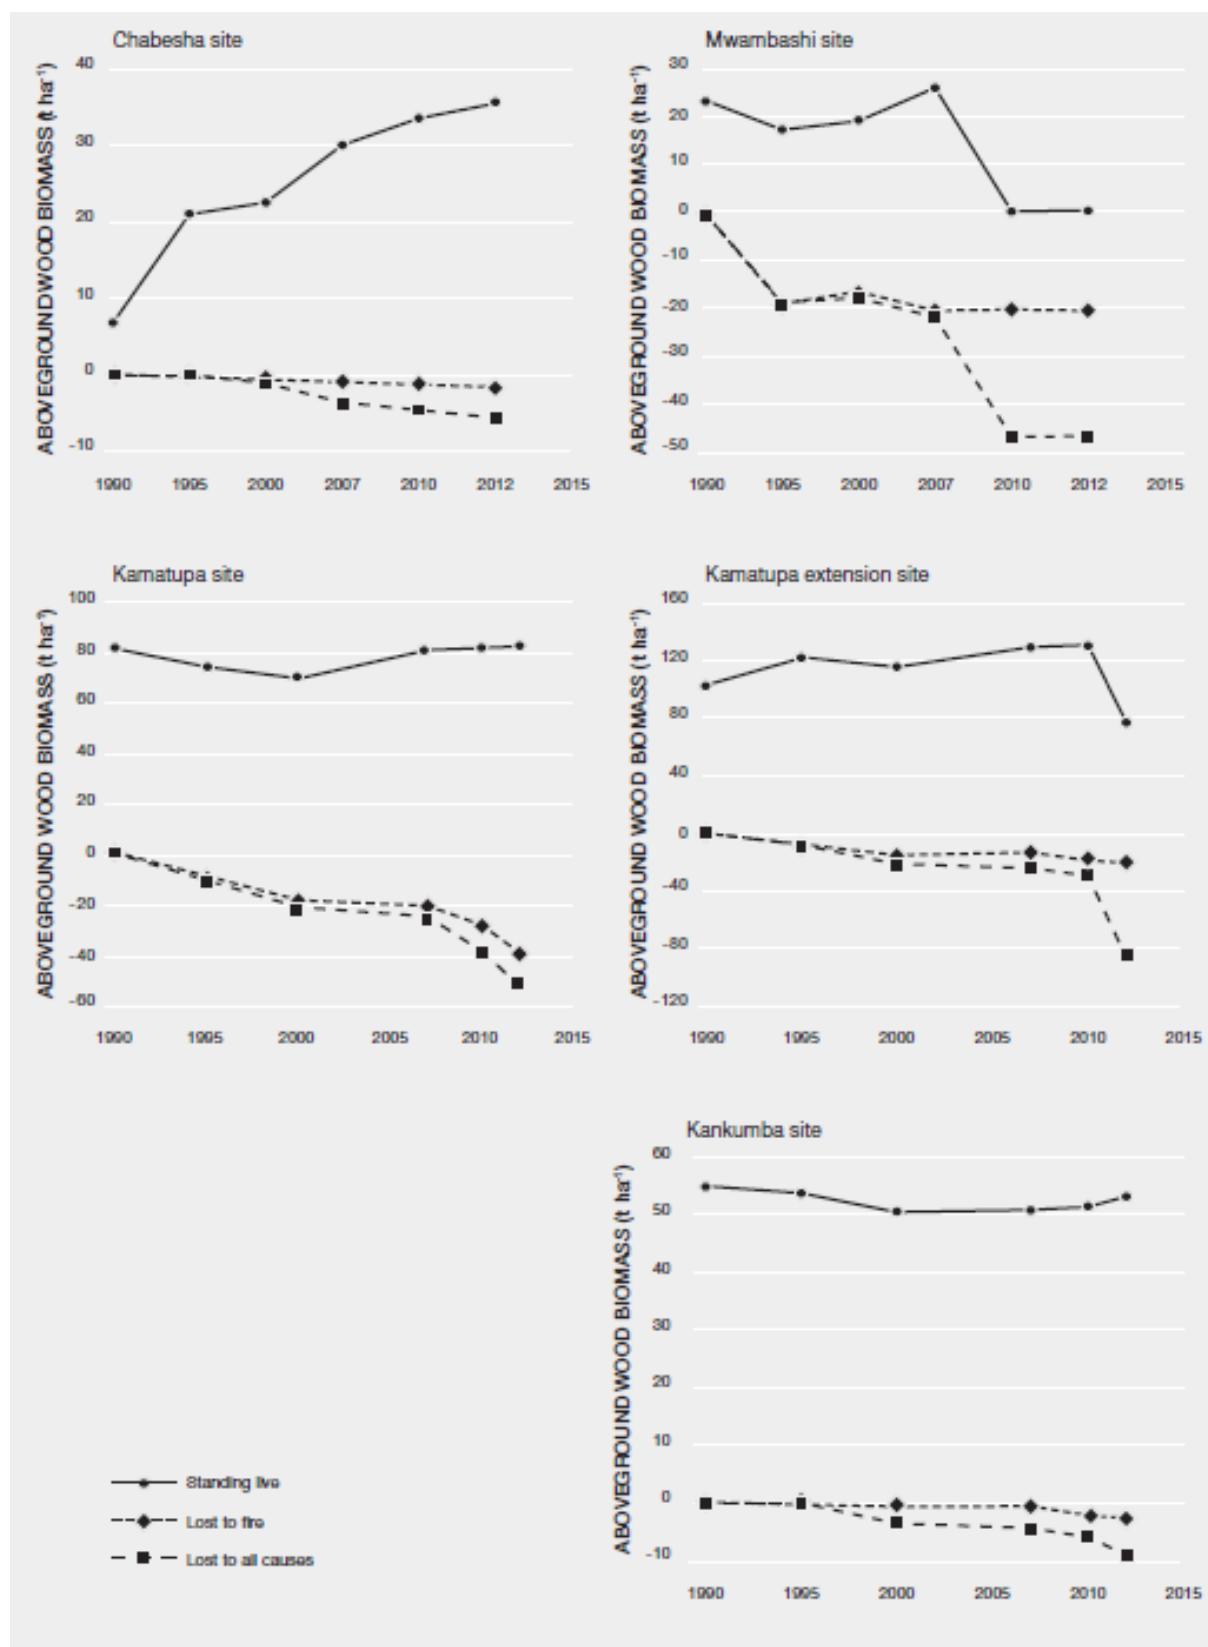 Chabesha site
ABOVEGROUND WOOD BIOMASS (t ha⁻¹)
40
30
20
10
0
-10
1990 1995 2000 2007 2010 2012 2015
Mwambashi site
ABOVEGROUND WOOD BIOMASS (t ha⁻¹)
30
20
10
0
-10
-20
-30
-40
-50
1990 1995 2000 2007 2010 2012 2015
Kamatupa site
ABOVEGROUND WOOD BIOMASS (t ha⁻¹)
100
80
60
40
20
0
-20
-40
-60
1990 1995 2000 2005 2010 2015
Kamatupa extension site
ABOVEGROUND WOOD BIOMASS (t ha⁻¹)
160
120
80
40
0
-40
-80
-120
1990 1995 2000 2005 2010 2015
Kankumba site
ABOVEGROUND WOOD BIOMASS (t ha⁻¹)
60
50
40
30
20
10
0
-10
1990 1995 2000 2005 2010 2015
Standing live
Lost to fire
Lost to all causes